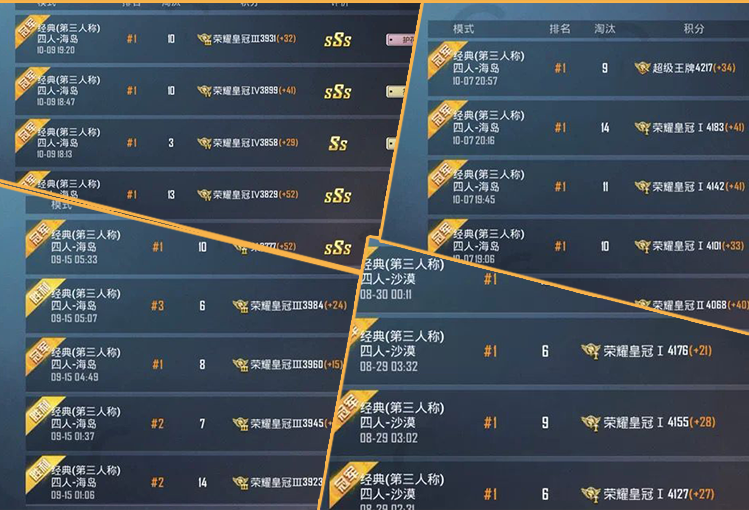 模式 淘汰 积分 评价
冠军 经典(第三人称) #1 10 荣耀皇冠III3931(+32) SSS
四人-海岛
10-09 19:20
冠军 经典(第三人称) #1 10 荣耀皇冠IV3899(+41) SSS
四人-海岛
10-09 18:47
冠军 经典(第三人称) #1 3 荣耀皇冠IV3858(+29) SS
四人-海岛
10-09 18:13
冠军 经典(第三人称) #1 13 荣耀皇冠IV3829(+52) SSS
四人-海岛
模式 排名 淘汰 积分
冠军 经典(第三人称) #1 9 超级王牌4217(+34)
四人-海岛
10-07 20:57
冠军 经典(第三人称) #1 14 荣耀皇冠 I 4183(+41)
四人-海岛
10-07 20:16
冠军 经典(第三人称) #1 11 荣耀皇冠 I 4142(+41)
四人-海岛
10-07 19:45
冠军 经典(第三人称) #1 10 荣耀皇冠 I 4101(+33)
四人-海岛
10-07 19:06
荣耀皇冠 II 4068(+40)
模式
冠军 经典(第三人称) #1 10 (+52) SSS
四人-海岛
09-15 05:33
胜利 经典(第三人称) #3 6 荣耀皇冠III3984(+24)
四人-海岛
09-15 05:07
冠军 经典(第三人称) #1 8 荣耀皇冠III3960(+15)
四人-海岛
09-15 04:49
胜利 经典(第三人称) #2 7 荣耀皇冠III3945(+
四人-海岛
09-15 01:37
胜利 经典(第三人称) #2 14 荣耀皇冠III3923
四人-海岛
09-15 01:06
经典(第三人称) #1
四人-沙漠
08-30 00:11
经典(第三人称) #1 6 荣耀皇冠 I 4176(+21)
四人-沙漠
08-29 03:32
冠军 经典(第三人称) #1 9 荣耀皇冠 I 4155(+28)
四人-沙漠
08-29 03:02
冠军 经典(第三人称) #1 6 荣耀皇冠 I 4127(+27)
四人-沙漠
08-29 02:31